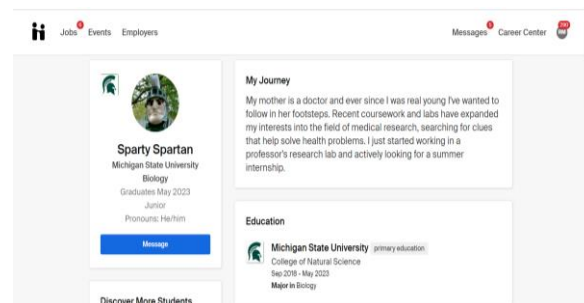 Jobs Events Employers Messages Career Center
Sparty Spartan
Michigan State University
Biology
Graduates May 2023
Junior
Pronouns: He/him
Message
Discover More Students
My Journey
My mother is a doctor and ever since I was real young I've wanted to
follow in her footsteps. Recent coursework and labs have expanded
my interests into the field of medical research, searching for clues
that help solve health problems. I just started working in a
professor's research lab and actively looking for a summer
internship.
Education
Michigan State University primary education
College of Natural Science
Sep 2018 - May 2023
Major in Biology